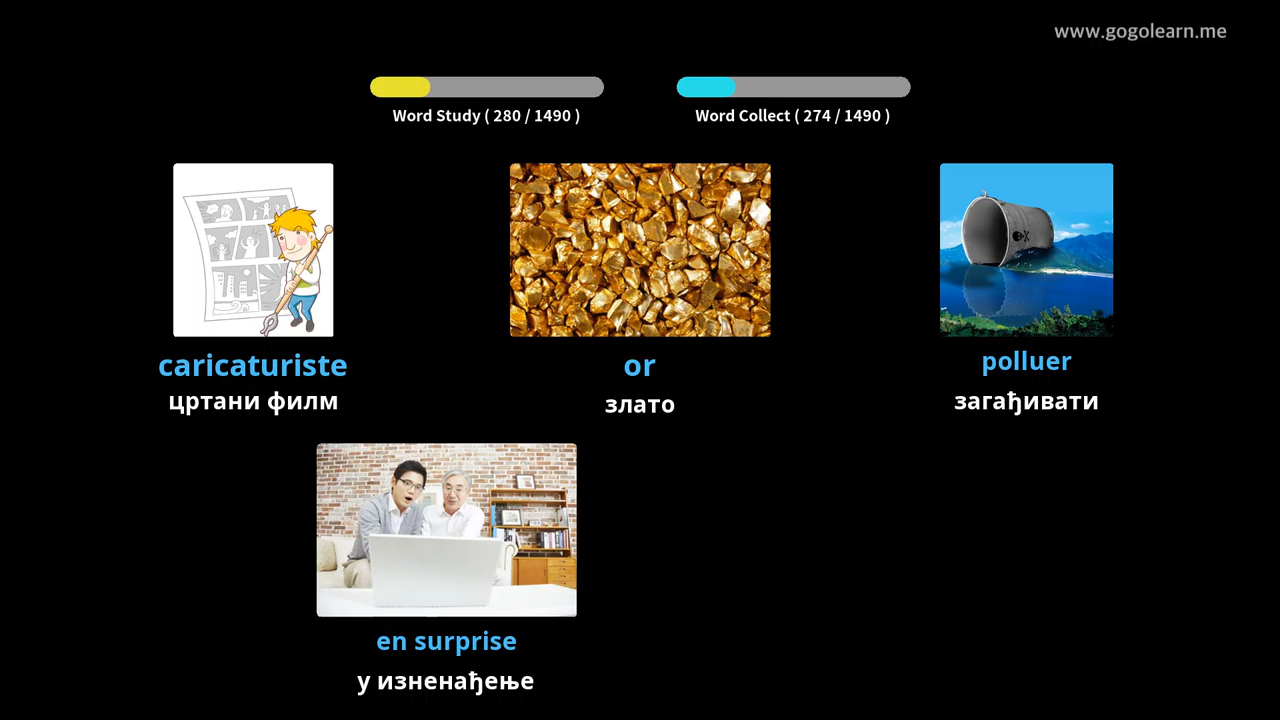 www.gogolearn.me
Word Study ( 280 / 1490 )
Word Collect ( 274 / 1490 )
caricaturiste
цртани филм
or
злато
polluer
загађивати
en surprise
у изненађење